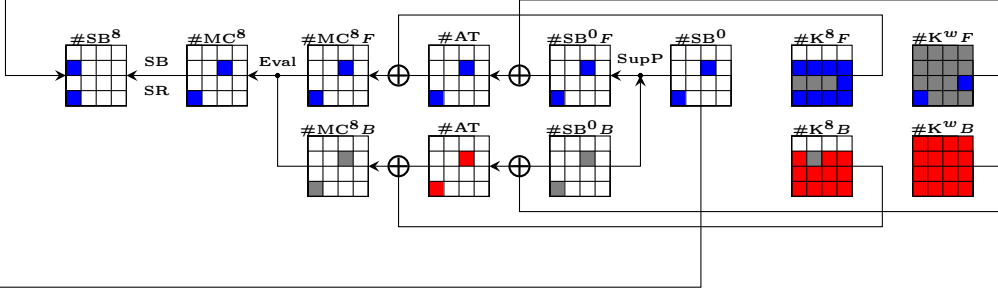 #SB⁸
SB
SR
#MC⁸
Eval
#MC⁸F
#AT
#SB⁰F
SupP
#SB⁰
#K⁸F
#KʷF
#MC⁸B
#AT
#SB⁰B
#K⁸B
#KʷB